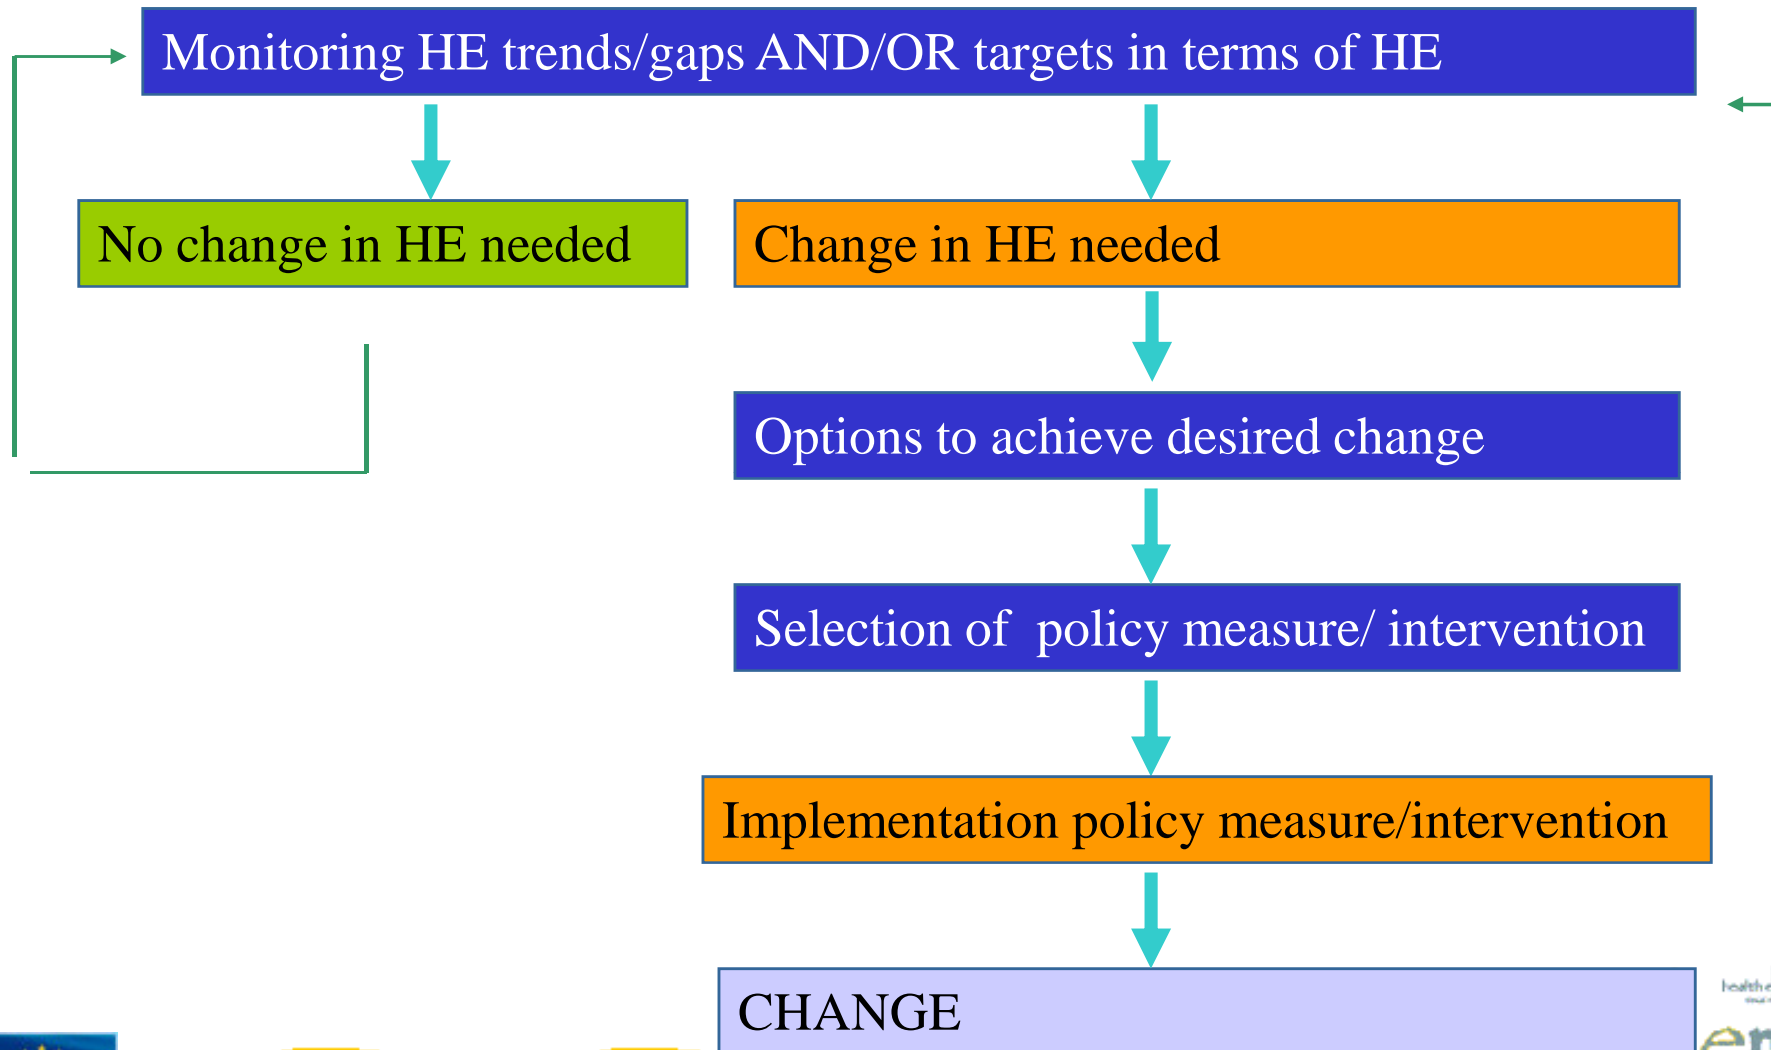 Monitoring HE trends/gaps AND/OR targets in terms of HE
No change in HE needed
Change in HE needed
Options to achieve desired change
Selection of  policy measure/ intervention
Implementation policy measure/intervention
CHANGE
health